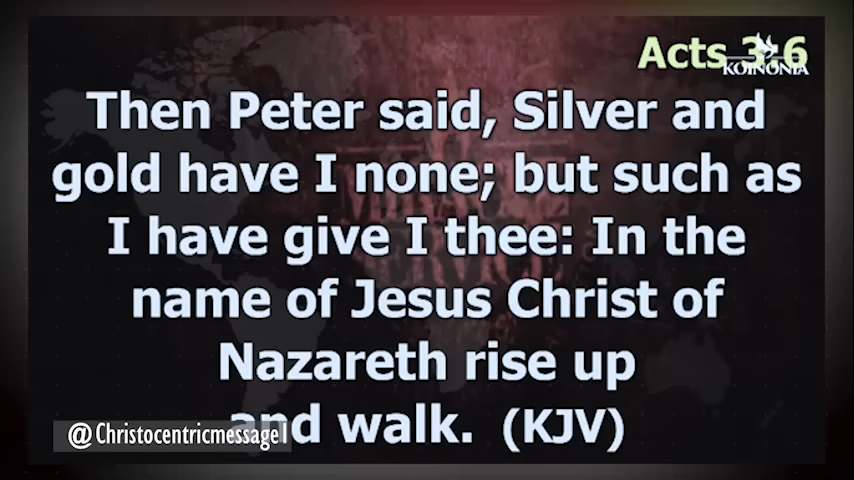 Acts 3:6
KOINONIA
Then Peter said, Silver and
gold have I none; but such as
I have give I thee: In the
name of Jesus Christ of
Nazareth rise up
and walk. (KJV)
@Christocentricmessage1